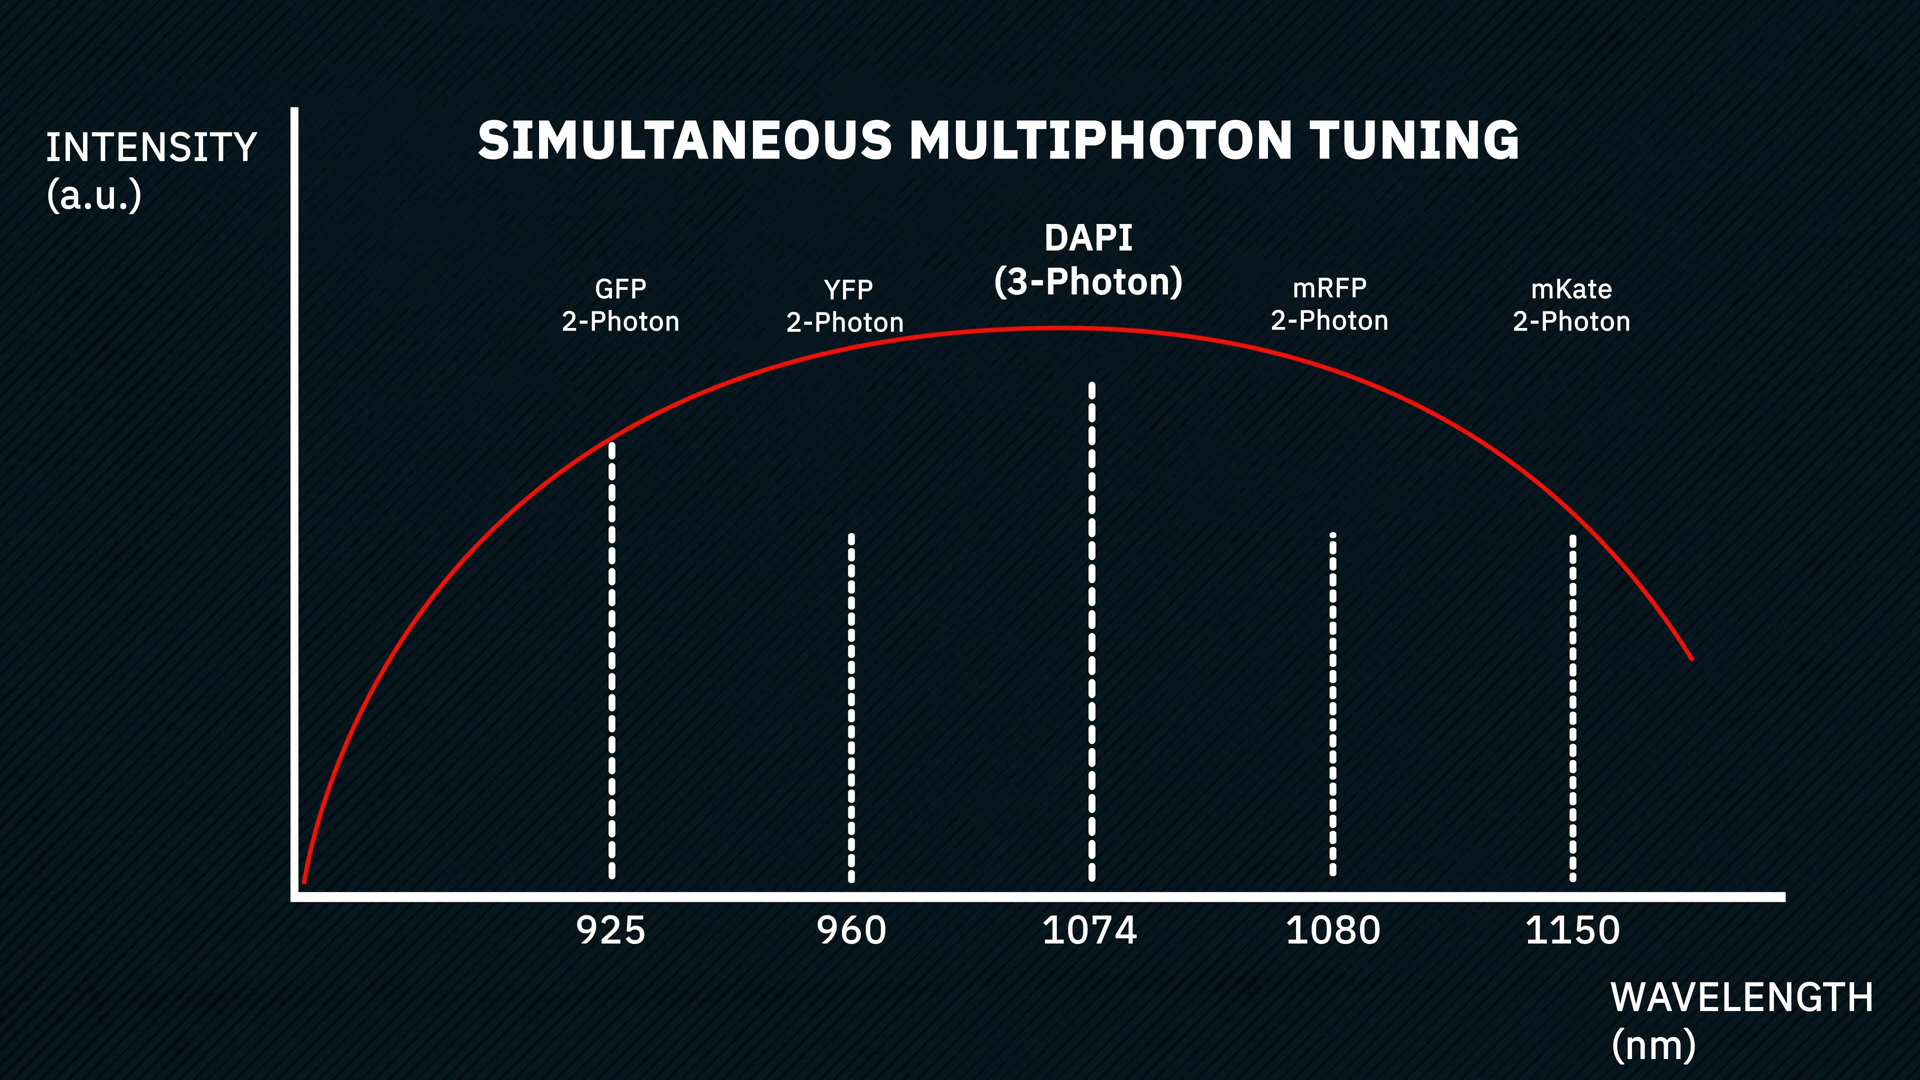 SIMULTANEOUS MULTIPHOTON TUNING
INTENSITY
(a.u.)
DAPI
(3-Photon)
GFP
2-Photon
YFP
2-Photon
mRFP
2-Photon
mKate
2-Photon
925
960
1074
1080
1150
WAVELENGTH
(nm)